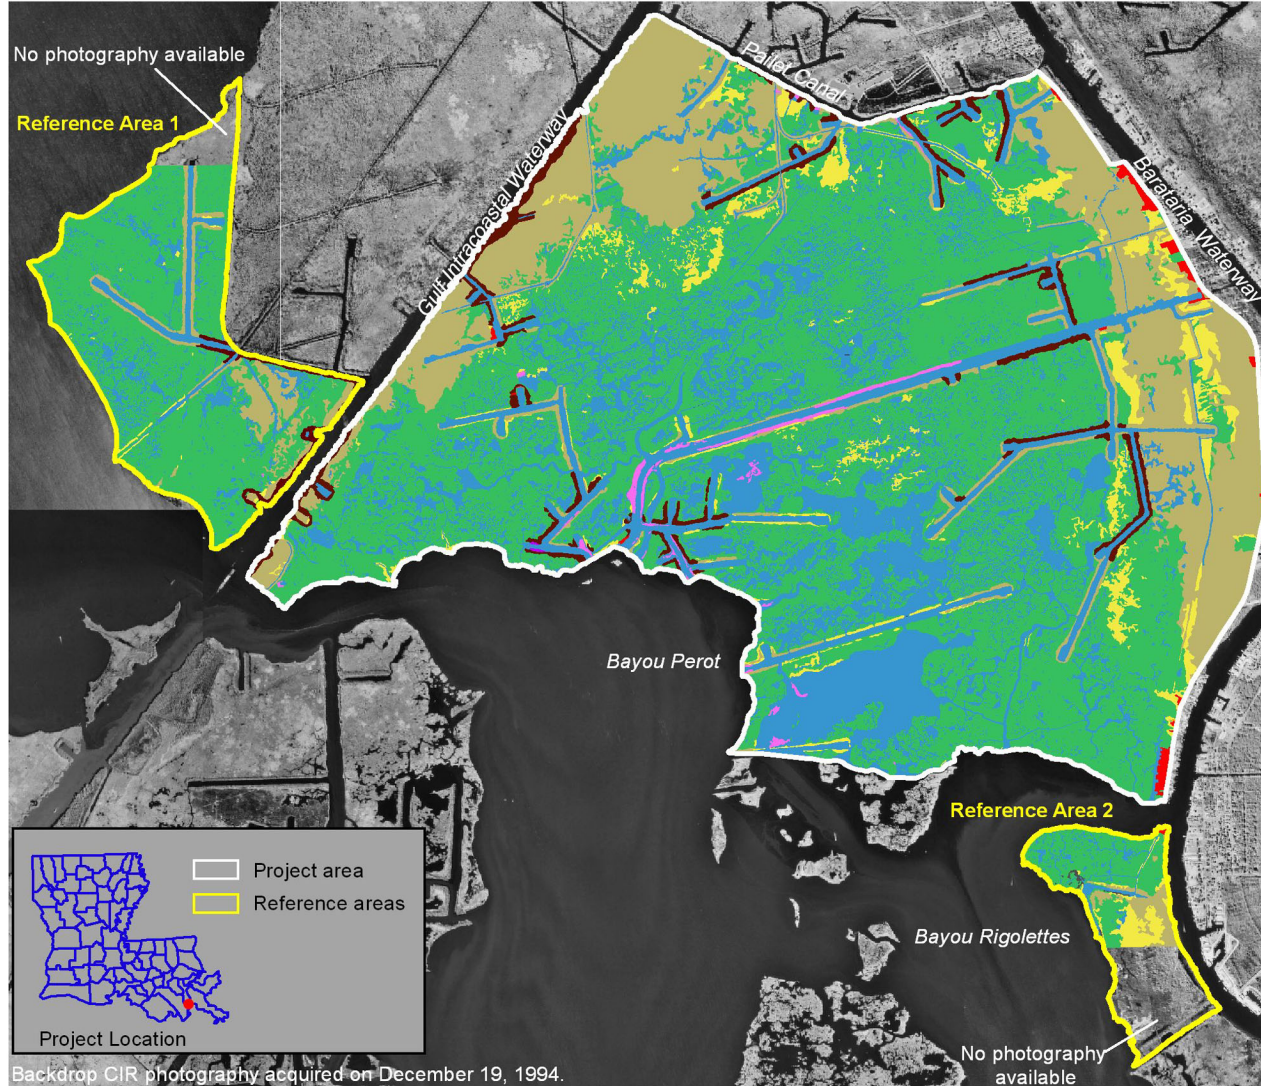 No photography available
Reference Area 1
Pailet Canal
Gulf Intracoastal Waterway
Barataria Waterway
Bayou Perot
Reference Area 2
Bayou Rigolettes
Project area
Reference areas
Project Location
No photography
available
Backdrop CIR photography acquired on December 19, 1994.